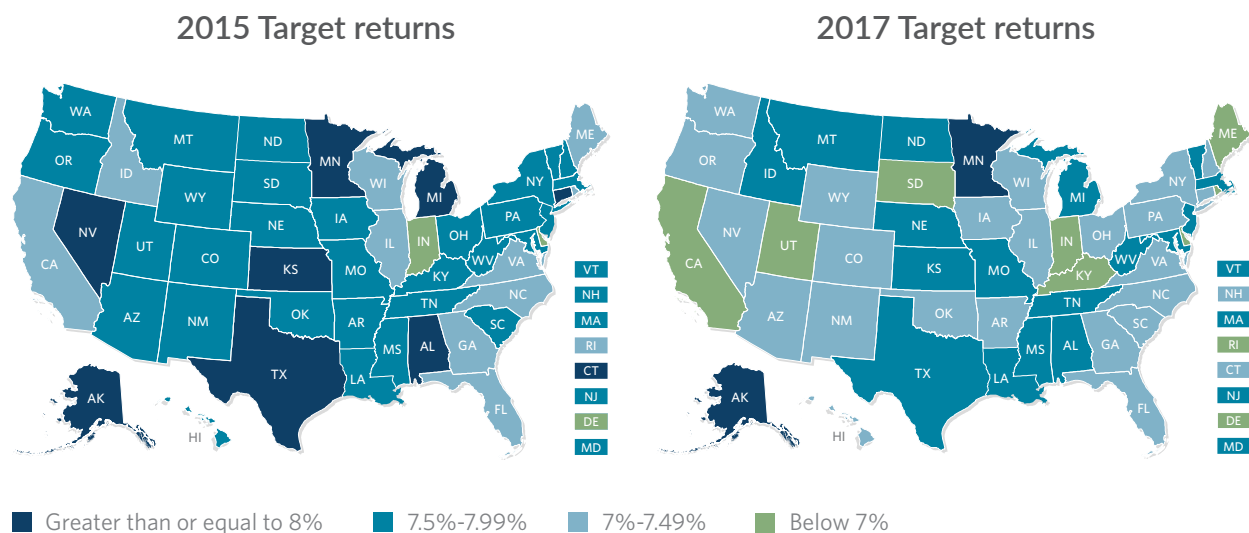 2015 Target returns
WA
MT
ND
MN
ME
OR
ID
SD
WI
MI
NY
WY
NV
NE
IA
PA
CA
UT
CO
KS
MO
IL
IN
OH
WV
VA
KY
NC
AZ
NM
OK
TN
AR
SC
TX
LA
MS
AL
GA
FL
AK
HI
VT
NH
MA
RI
CT
NJ
DE
MD
2017 Target returns
WA
MT
ND
MN
ME
OR
ID
SD
WI
MI
NY
WY
NV
NE
IA
PA
CA
UT
CO
KS
MO
IL
IN
OH
WV
VA
KY
NC
AZ
NM
OK
TN
AR
SC
TX
LA
MS
AL
GA
FL
AK
HI
VT
NH
MA
RI
CT
NJ
DE
MD
Greater than or equal to 8%
7.5%-7.99%
7%-7.49%
Below 7%